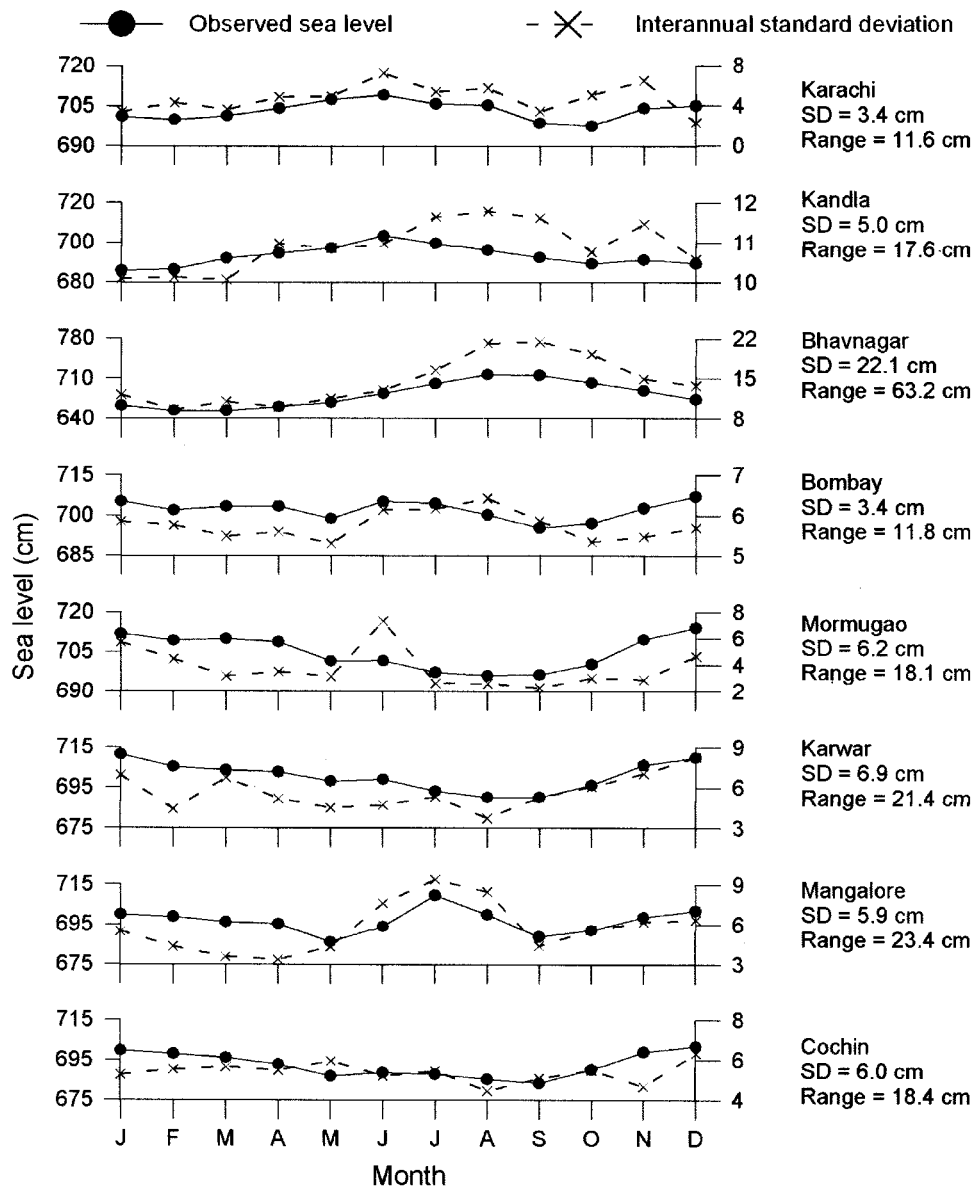 Observed sea level Interannual standard deviation
720 8
705 4
690 0
Karachi
SD = 3.4 cm
Range = 11.6 cm
720 12
700 11
680 10
Kandla
SD = 5.0 cm
Range = 17.6 cm
780 22
710 15
640 8
Bhavnagar
SD = 22.1 cm
Range = 63.2 cm
715 7
700 6
685 5
Bombay
SD = 3.4 cm
Range = 11.8 cm
Sea level (cm)
720 8
705 6
690 4
2
Mormugao
SD = 6.2 cm
Range = 18.1 cm
715 9
695 6
675 3
Karwar
SD = 6.9 cm
Range = 21.4 cm
715 9
695 6
675 3
Mangalore
SD = 5.9 cm
Range = 23.4 cm
715 8
695 6
675 4
Cochin
SD = 6.0 cm
Range = 18.4 cm
J F M A M J J A S O N D
Month